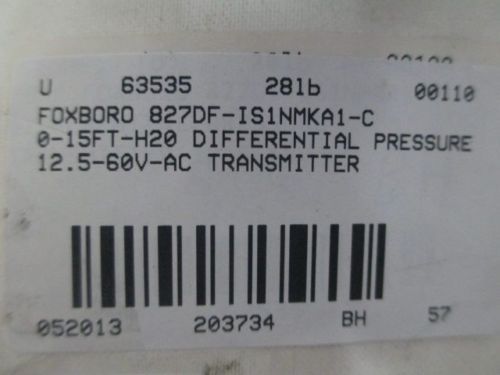 U 63535 28lb 00110
FOXBORO 827DF-IS1NMKA1-C
0-15FT-H20 DIFFERENTIAL PRESSURE
12.5-60V-AC TRANSMITTER
052013 203734 BH 57